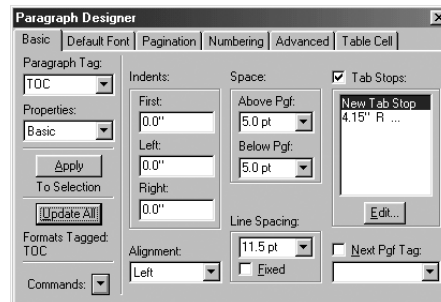 Paragraph Designer
Basic Default Font Pagination Numbering Advanced Table Cell
Paragraph Tag:
TOC
Properties:
Basic
Apply
To Selection
Update All
Formats Tagged:
TOC
Commands:
Indents:
First:
0.0"
Left:
0.0"
Right:
0.0"
Alignment:
Left
Space:
Above Pgf:
5.0 pt
Below Pgf:
5.0 pt
Line Spacing:
11.5 pt
Fixed
Tab Stops:
New Tab Stop
4.15" R ...
Edit...
Next Pgf Tag: